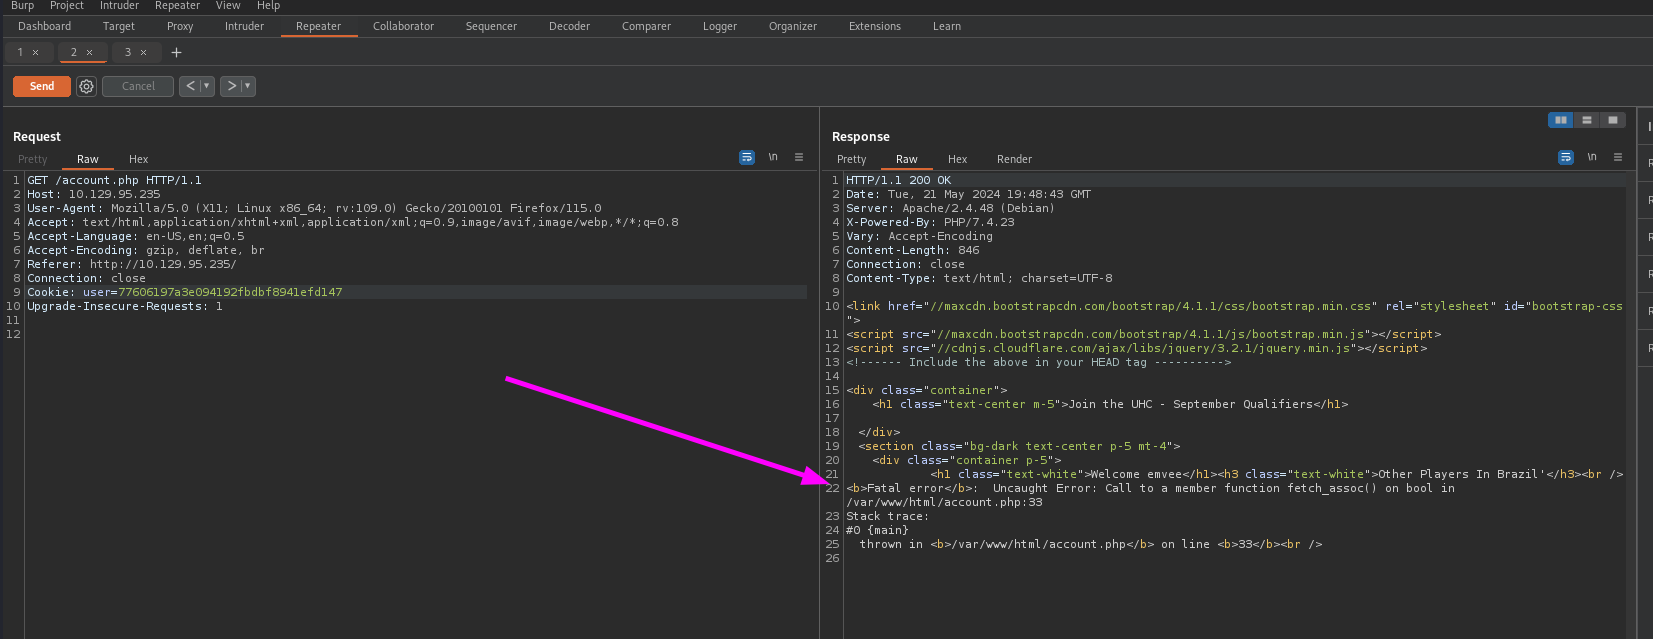 Burp Project Intruder Repeater View Help
Dashboard Target Proxy Intruder Repeater Collaborator Sequencer Decoder Comparer Logger Organizer Extensions Learn
1 × 2 × 3 × +
Send Cancel < ▾ > ▾
Request
Pretty Raw Hex \n
1 GET /account.php HTTP/1.1
2 Host: 10.129.95.235
3 User-Agent: Mozilla/5.0 (X11; Linux x86_64; rv:109.0) Gecko/20100101 Firefox/115.0
4 Accept: text/html,application/xhtml+xml,application/xml;q=0.9,image/avif,image/webp,*/*;q=0.8
5 Accept-Language: en-US,en;q=0.5
6 Accept-Encoding: gzip, deflate, br
7 Referer: http://10.129.95.235/
8 Connection: close
9 Cookie: user=77606197a3e094192fbdbf8941efd147
10 Upgrade-Insecure-Requests: 1
11
12
Response
Pretty Raw Hex Render \n
1 HTTP/1.1 200 OK
2 Date: Tue, 21 May 2024 19:48:43 GMT
3 Server: Apache/2.4.48 (Debian)
4 X-Powered-By: PHP/7.4.23
5 Vary: Accept-Encoding
6 Content-Length: 846
7 Connection: close
8 Content-Type: text/html; charset=UTF-8
9
10 <link href="//maxcdn.bootstrapcdn.com/bootstrap/4.1.1/css/bootstrap.min.css" rel="stylesheet" id="bootstrap-css
">
11 <script src="//maxcdn.bootstrapcdn.com/bootstrap/4.1.1/js/bootstrap.min.js"></script>
12 <script src="//cdnjs.cloudflare.com/ajax/libs/jquery/3.2.1/jquery.min.js"></script>
13 <!------ Include the above in your HEAD tag ---------->
14
15 <div class="container">
16 <h1 class="text-center m-5">Join the UHC - September Qualifiers</h1>
17
18 </div>
19 <section class="bg-dark text-center p-5 mt-4">
20 <div class="container p-5">
21 <h1 class="text-white">Welcome emvee</h1><h3 class="text-white">Other Players In Brazil'</h3><br />
22 <b>Fatal error</b>:  Uncaught Error: Call to a member function fetch_assoc() on bool in
/var/www/html/account.php:33
23 Stack trace:
24 #0 {main}
25 thrown in <b>/var/www/html/account.php</b> on line <b>33</b><br />
26